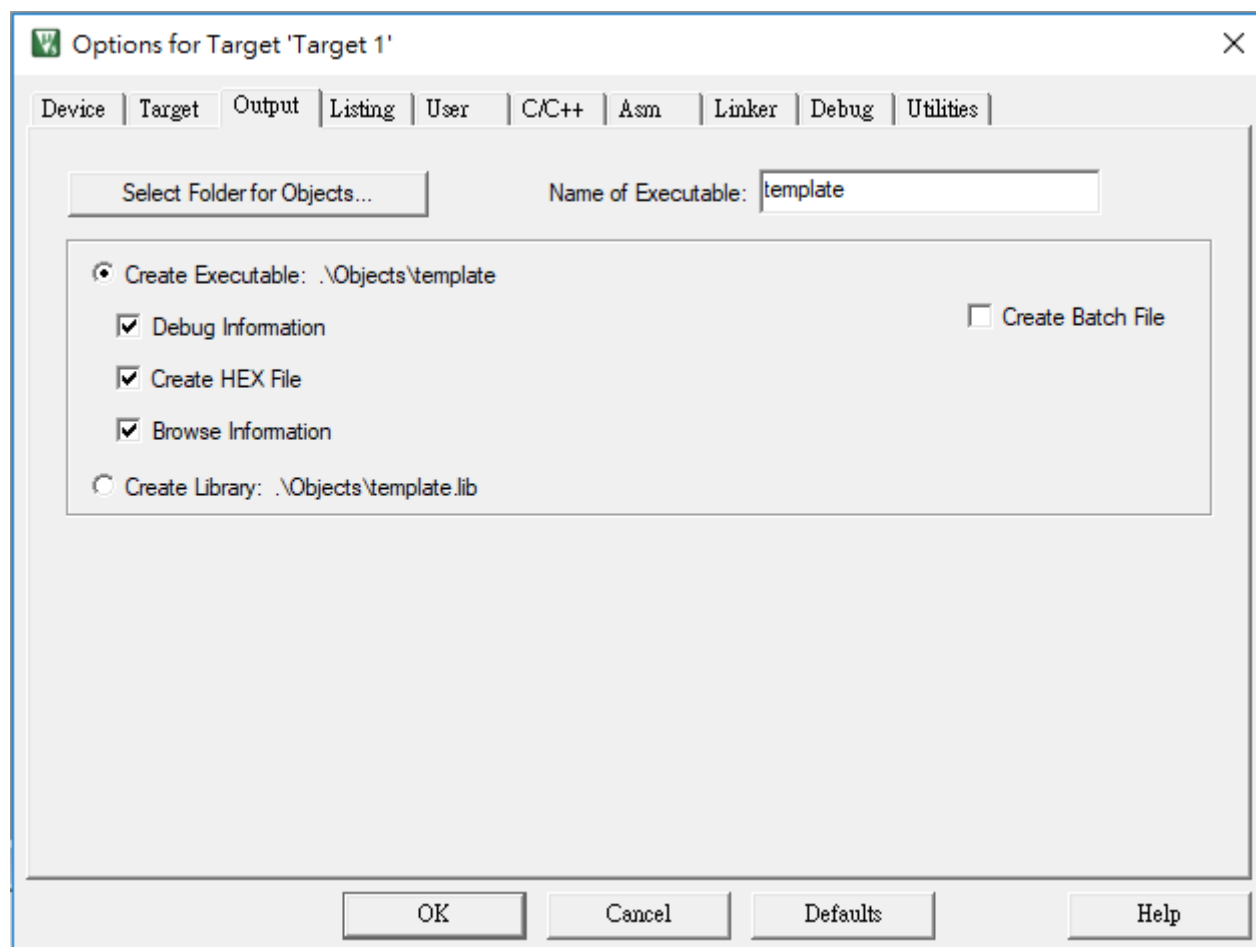 Options for Target 'Target 1'
Device Target Output Listing User C/C++ Asm Linker Debug Utilities
Select Folder for Objects... Name of Executable: template
Create Executable: .\Objects\template
Debug Information Create Batch File
Create HEX File
Browse Information
Create Library: .\Objects\template.lib
OK Cancel Defaults Help